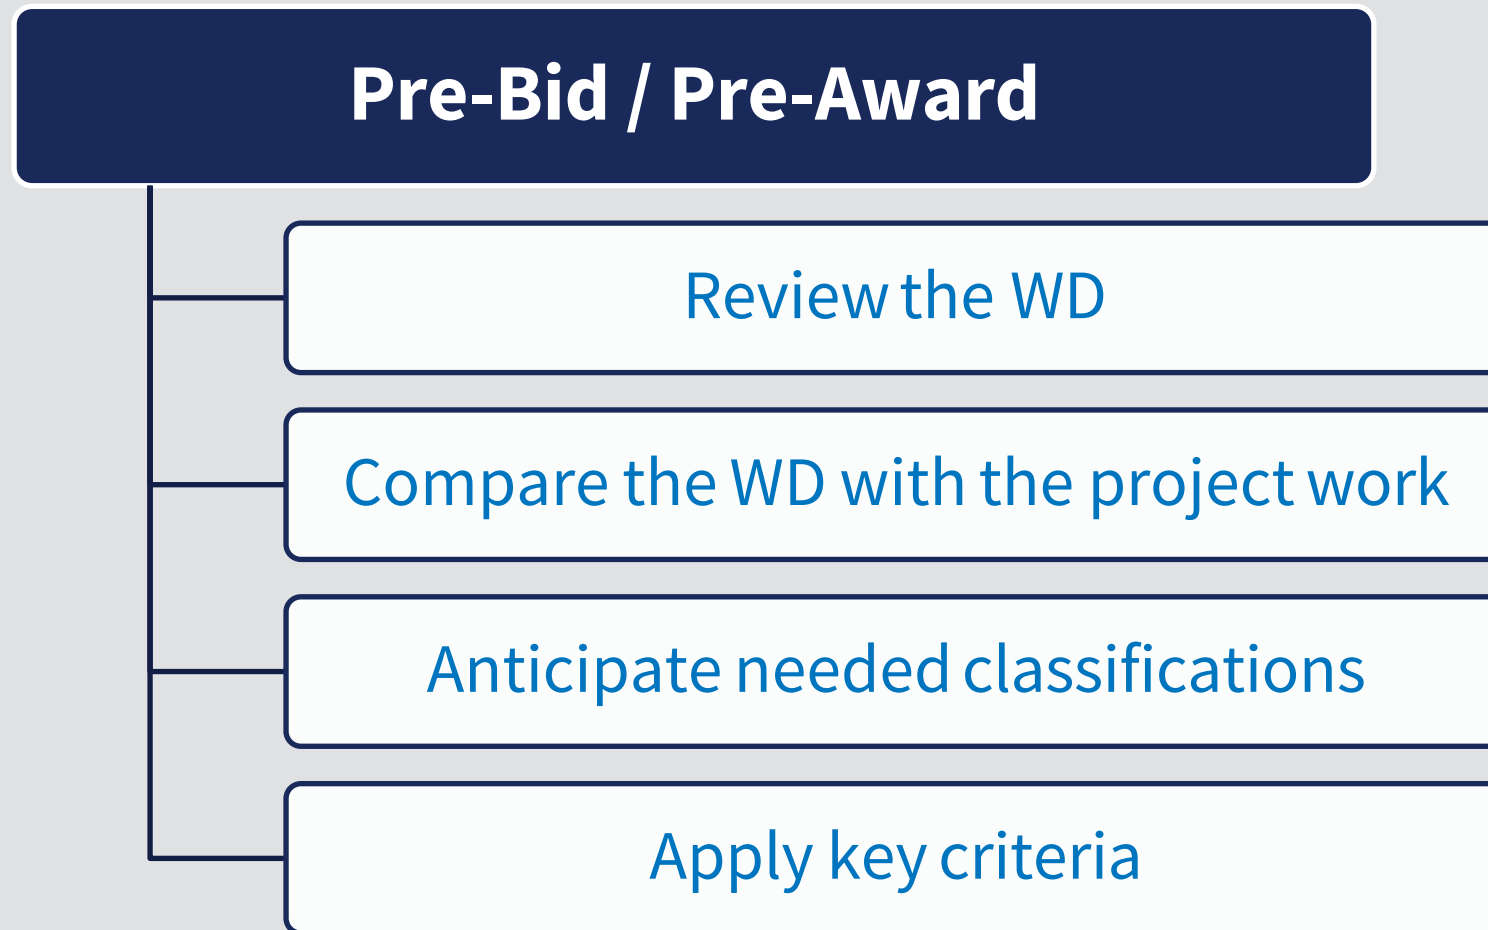 Pre-Bid / Pre-Award
Review the WD
Compare the WD with the project work
Anticipate needed classifications
Apply key criteria